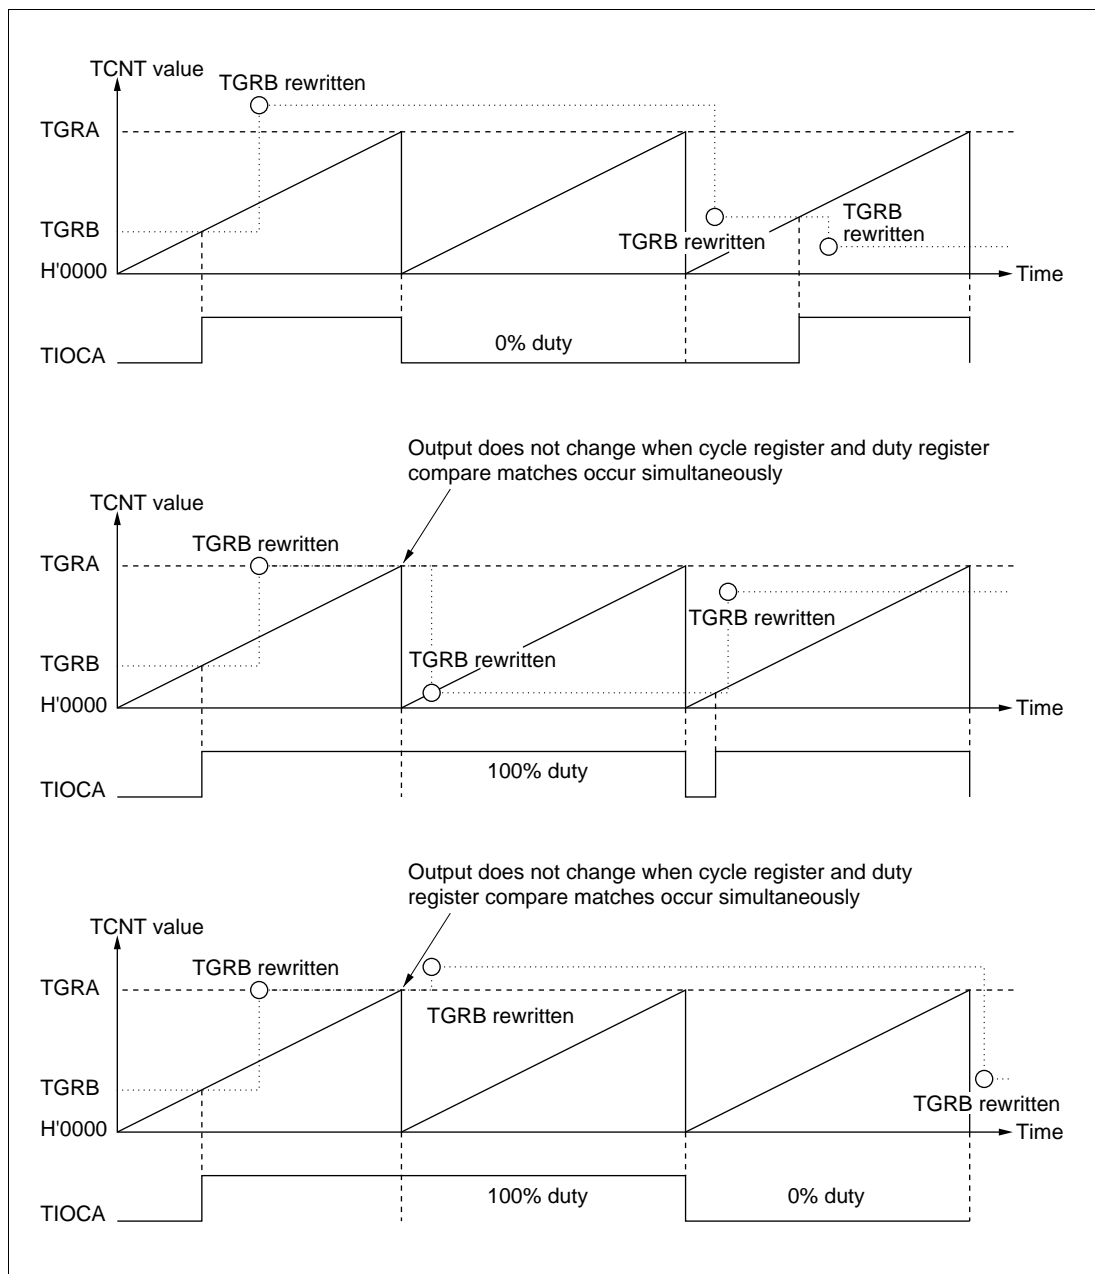 TCNT value
TGRB rewritten
TGRA
TGRB
TGRB rewritten
TGRB
rewritten
H'0000
Time
TIOCA
0% duty
Output does not change when cycle register and duty register
compare matches occur simultaneously
TCNT value
TGRB rewritten
TGRA
TGRB rewritten
TGRB
TGRB rewritten
H'0000
Time
TIOCA
100% duty
Output does not change when cycle register and duty
register compare matches occur simultaneously
TCNT value
TGRB rewritten
TGRA
TGRB rewritten
TGRB
TGRB rewritten
H'0000
Time
TIOCA
100% duty
0% duty